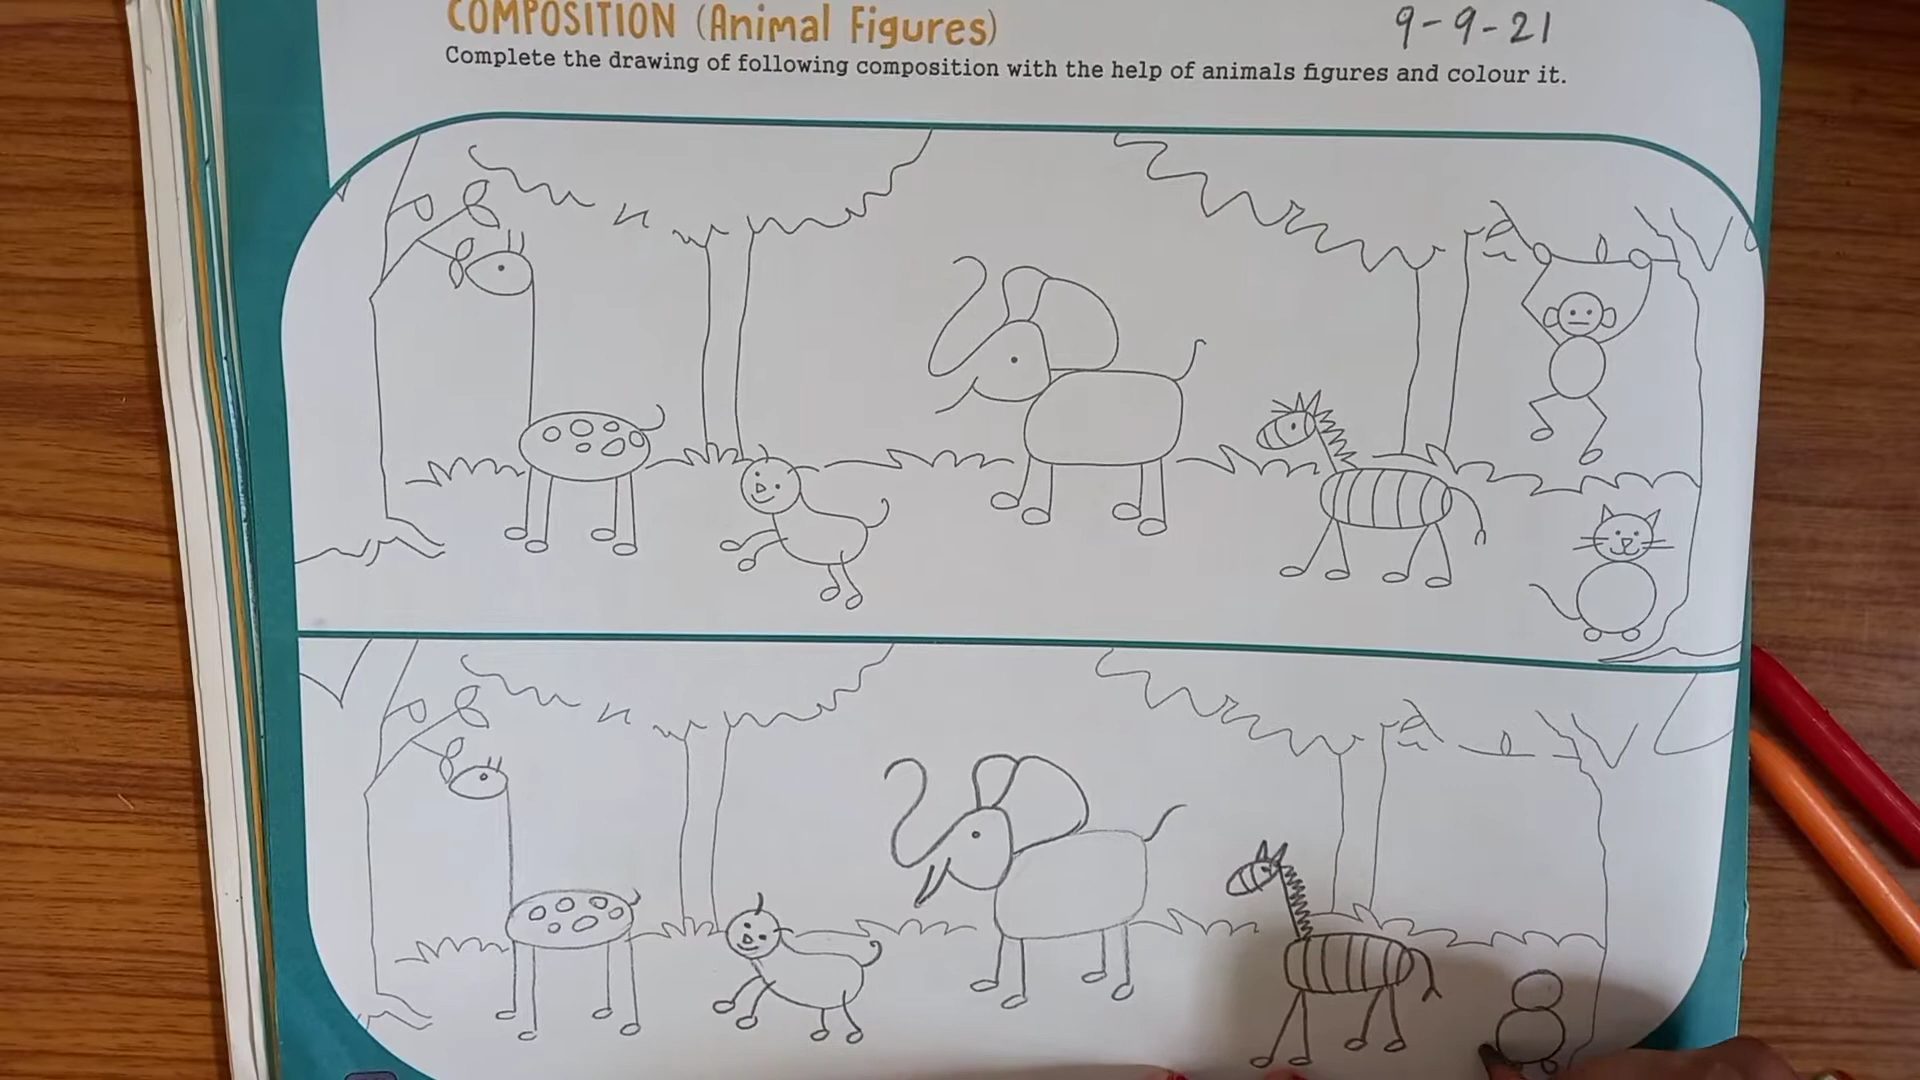 COMPOSITION (Animal Figures)
9-9-21
Complete the drawing of following composition with the help of animals figures and colour it.